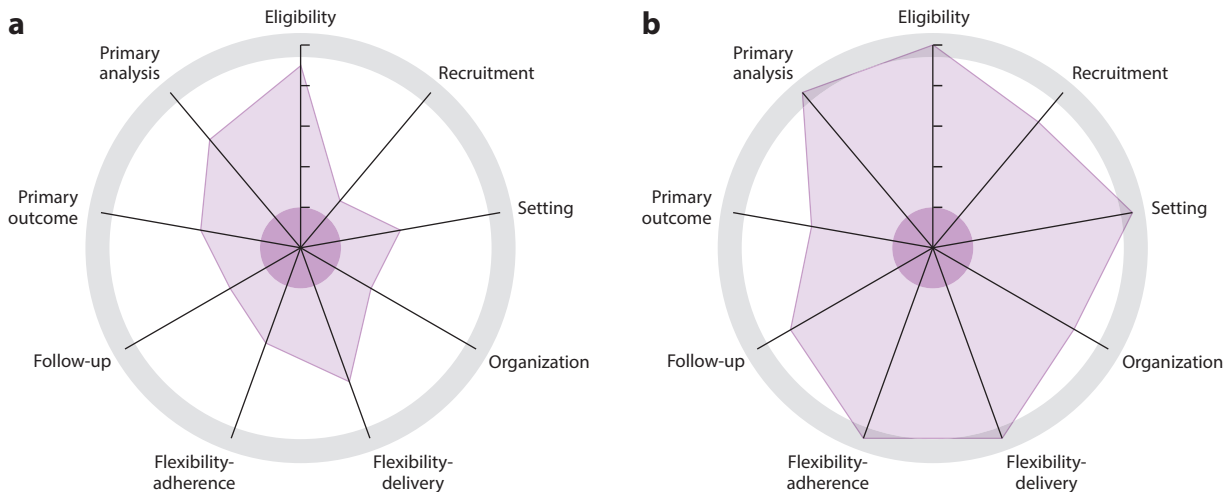 a
Eligibility
Recruitment
Setting
Organization
Flexibility-
delivery
Flexibility-
adherence
Follow-up
Primary
outcome
Primary
analysis
b
Eligibility
Recruitment
Setting
Organization
Flexibility-
delivery
Flexibility-
adherence
Follow-up
Primary
outcome
Primary
analysis